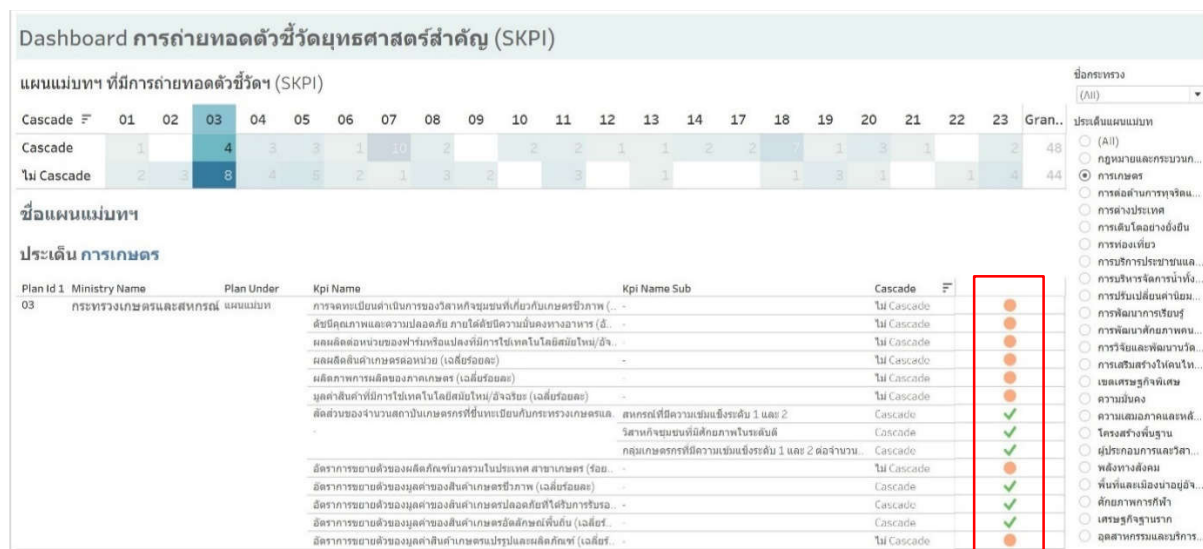 Dashboard การถ่ายทอดตัวชี้วัดยุทธศาสตร์สำคัญ (SKPI)
แผนแม่บทฯ ที่มีการถ่ายทอดตัวชี้วัดฯ (SKPI)
Cascade 01 02 03 04 05 06 07 08 09 10 11 12 13 14 17 18 19 20 21 22 23 Gran..
Cascade 1 4 3 3 1 10 2 2 2 1 1 2 2 7 1 3 1 2 48
ไม่ Cascade 2 3 8 4 5 2 1 3 2 3 1 1 3 1 1 4 44
ชื่อแผนแม่บทฯ
ประเด็น การเกษตร
Plan Id 1 Ministry Name Plan Under Kpi Name Kpi Name Sub Cascade
03 กระทรวงเกษตรและสหกรณ์ แผนแม่บท การจดทะเบียนดำเนินการของวิสาหกิจชุมชนที่เกี่ยวกับเกษตรชีวภาพ (.. - ไม่ Cascade
ดัชนีคุณภาพและความปลอดภัย ภายใต้ดัชนีความมั่นคงทางอาหาร (อั.. - ไม่ Cascade
ผลผลิตต่อหน่วยของฟาร์มหรือแปลงที่มีการใช้เทคโนโลยีสมัยใหม่/อัจ.. - ไม่ Cascade
ผลผลิตสินค้าเกษตรต่อหน่วย (เฉลี่ยร้อยละ) - ไม่ Cascade
ผลิตภาพการผลิตของภาคเกษตร (เฉลี่ยร้อยละ) - ไม่ Cascade
มูลค่าสินค้าที่มีการใช้เทคโนโลยีสมัยใหม่/อัจฉริยะ (เฉลี่ยร้อยละ) - ไม่ Cascade
สัดส่วนของจำนวนสถาบันเกษตรกรที่ขึ้นทะเบียนกับกระทรวงเกษตรแล.. สหกรณ์ที่มีความเข้มแข็งระดับ 1 และ 2 Cascade
- วิสาหกิจชุมชนที่มีศักยภาพในระดับดี Cascade
กลุ่มเกษตรกรที่มีความเข้มแข็งระดับ 1 และ 2 ต่อจำนวน.. Cascade
อัตราการขยายตัวของผลิตภัณฑ์มวลรวมในประเทศ สาขาเกษตร (ร้อย.. - ไม่ Cascade
อัตราการขยายตัวของมูลค่าของสินค้าเกษตรชีวภาพ (เฉลี่ยร้อยละ) - Cascade
อัตราการขยายตัวของมูลค่าของสินค้าเกษตรปลอดภัยที่ได้รับการรับรอ.. - Cascade
อัตราการขยายตัวของมูลค่าของสินค้าเกษตรอัตลักษณ์พื้นถิ่น (เฉลี่ยร้.. - Cascade
อัตราการขยายตัวของมูลค่าสินค้าเกษตรแปรรูปและผลิตภัณฑ์ (เฉลี่ยร้.. - ไม่ Cascade
ชื่อกระทรวง
(All)
ประเด็นแผนแม่บท
(All)
กฎหมายและกระบวนก...
การเกษตร
การต่อต้านการทุจริตแ...
การต่างประเทศ
การเติบโตอย่างยั่งยืน
การท่องเที่ยว
การบริการประชาชนแล...
การบริหารจัดการน้ำทั้ง...
การปรับเปลี่ยนค่านิยม...
การพัฒนาการเรียนรู้
การพัฒนาศักยภาพคน...
การวิจัยและพัฒนานวัต...
การเสริมสร้างให้คนไท...
เขตเศรษฐกิจพิเศษ
ความมั่นคง
ความเสมอภาคและหลั...
โครงสร้างพื้นฐาน
ผู้ประกอบการและวิสา...
พลังทางสังคม
พื้นที่และเมืองน่าอยู่อัจ...
ศักยภาพการกีฬา
เศรษฐกิจฐานราก
อุตสาหกรรมและบริการ...